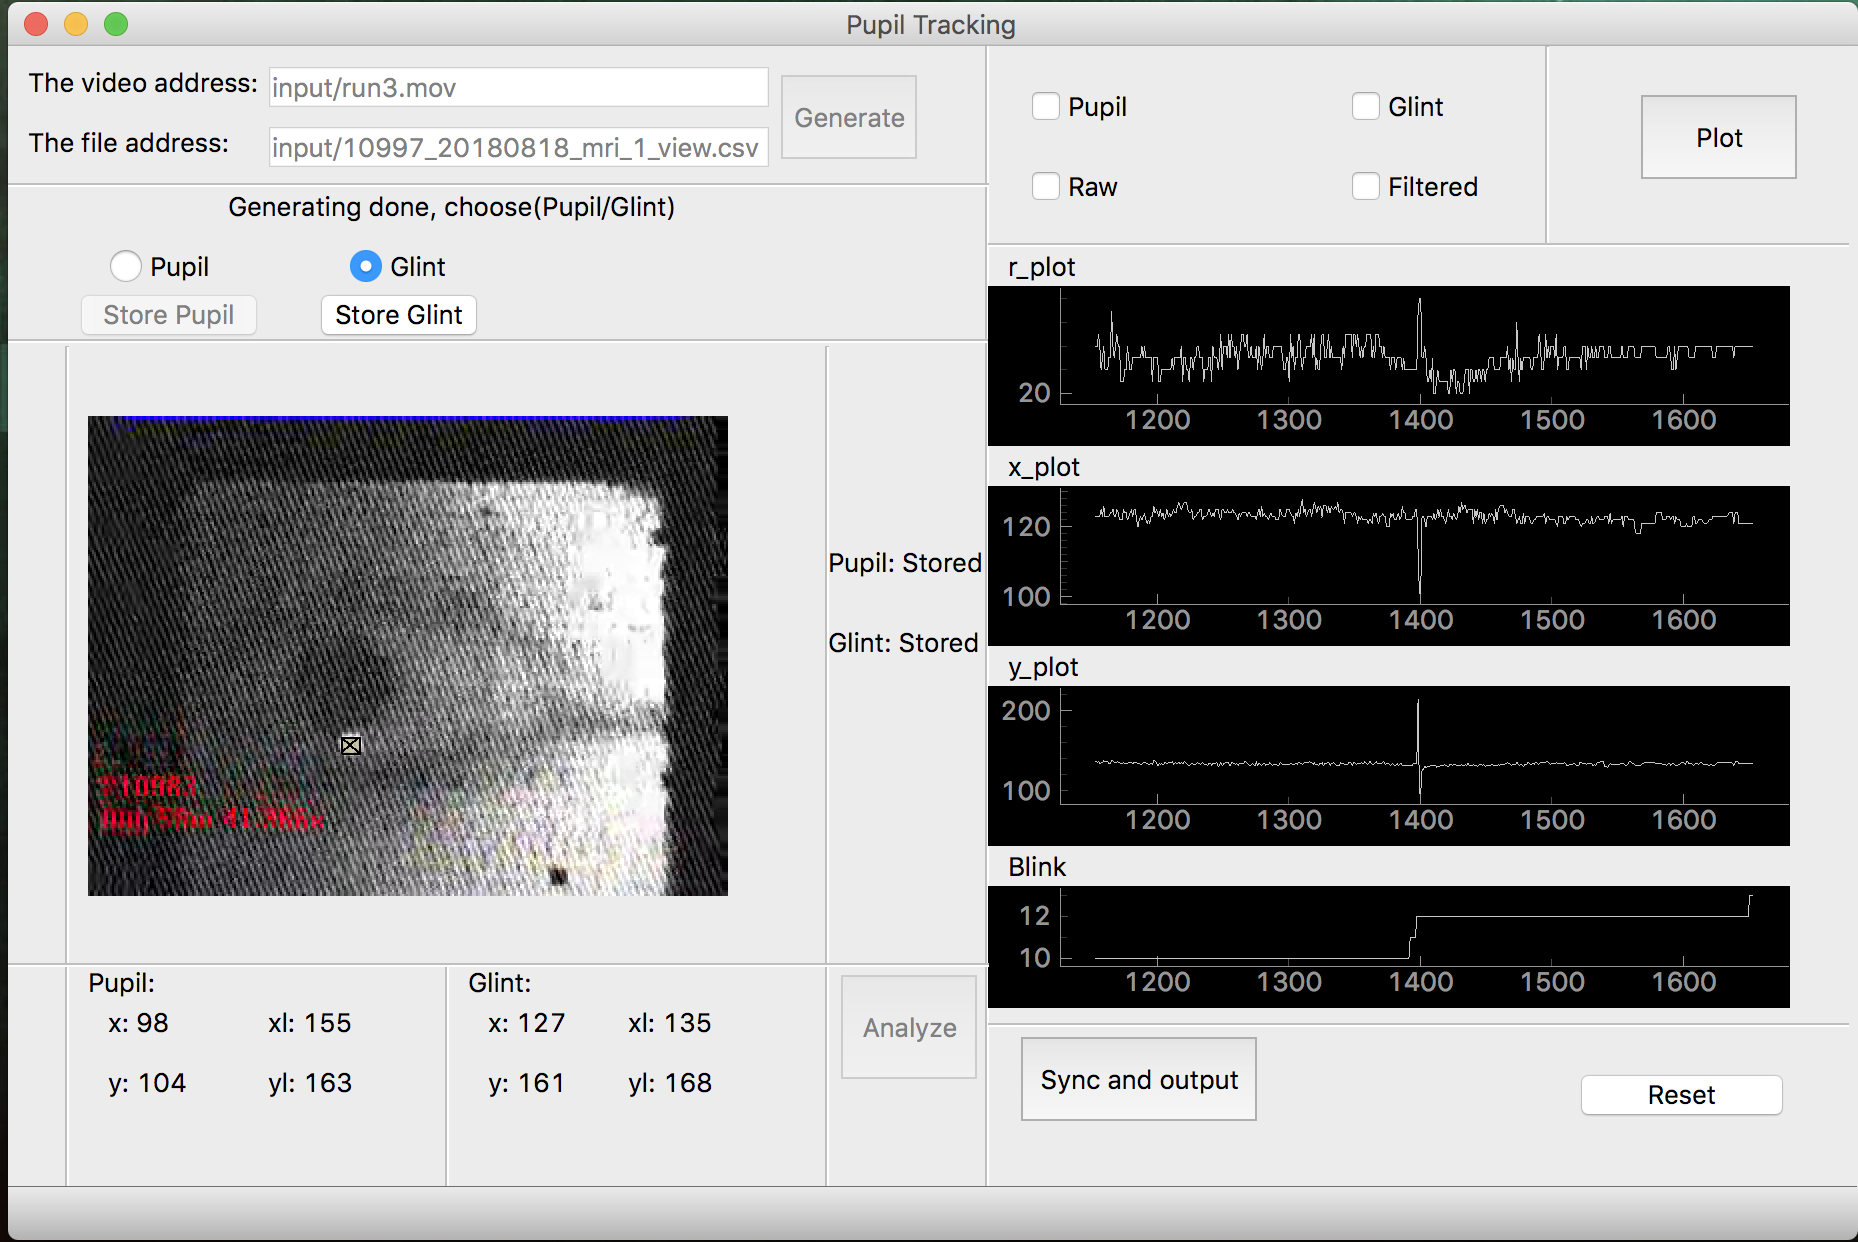 Pupil Tracking
The video address: input/run3.mov
The file address: input/10997_20180818_mri_1_view.csv
Generate
Generating done, choose(Pupil/Glint)
Pupil Glint
Store Pupil Store Glint
Pupil: Stored
Glint: Stored
Pupil:
x: 98 xl: 155
y: 104 yl: 163
Glint:
x: 127 xl: 135
y: 161 yl: 168
Analyze
Pupil Glint
Raw Filtered
Plot
r_plot
20
1200 1300 1400 1500 1600
x_plot
120
100
1200 1300 1400 1500 1600
y_plot
200
100
1200 1300 1400 1500 1600
Blink
12
10
1200 1300 1400 1500 1600
Sync and output
Reset